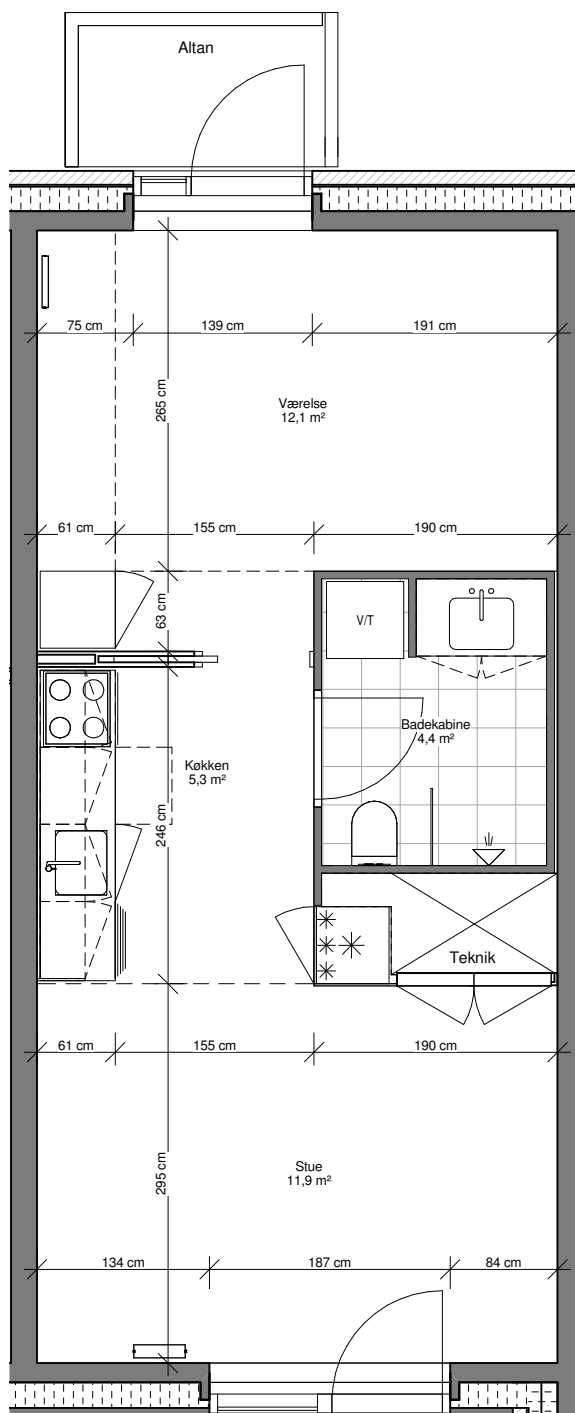 Altan
75 cm
139 cm
191 cm
265 cm
Værelse
12,1 m²
61 cm
155 cm
190 cm
63 cm
V/T
Badekabine
4,4 m²
Køkken
5,3 m²
246 cm
Teknik
61 cm
155 cm
190 cm
295 cm
Stue
11,9 m²
134 cm
187 cm
84 cm